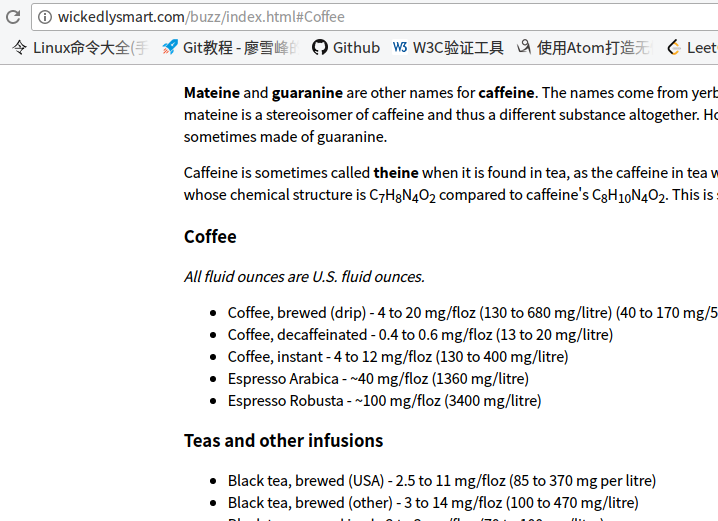 wickedlysmart.com/buzz/index.html#Coffee
令 Linux命令大全(手 Git教程 - 廖雪峰的 Github W3C验证工具 使用Atom打造无 Leet
Mateine and guaranine are other names for caffeine. The names come from yerb
mateine is a stereoisomer of caffeine and thus a different substance altogether. Ho
sometimes made of guaranine.
Caffeine is sometimes called theine when it is found in tea, as the caffeine in tea w
whose chemical structure is C7H8N4O2 compared to caffeine's C8H10N4O2. This is s
Coffee
All fluid ounces are U.S. fluid ounces.
Coffee, brewed (drip) - 4 to 20 mg/floz (130 to 680 mg/litre) (40 to 170 mg/5
Coffee, decaffeinated - 0.4 to 0.6 mg/floz (13 to 20 mg/litre)
Coffee, instant - 4 to 12 mg/floz (130 to 400 mg/litre)
Espresso Arabica - ~40 mg/floz (1360 mg/litre)
Espresso Robusta - ~100 mg/floz (3400 mg/litre)
Teas and other infusions
Black tea, brewed (USA) - 2.5 to 11 mg/floz (85 to 370 mg per litre)
Black tea, brewed (other) - 3 to 14 mg/floz (100 to 470 mg/litre)